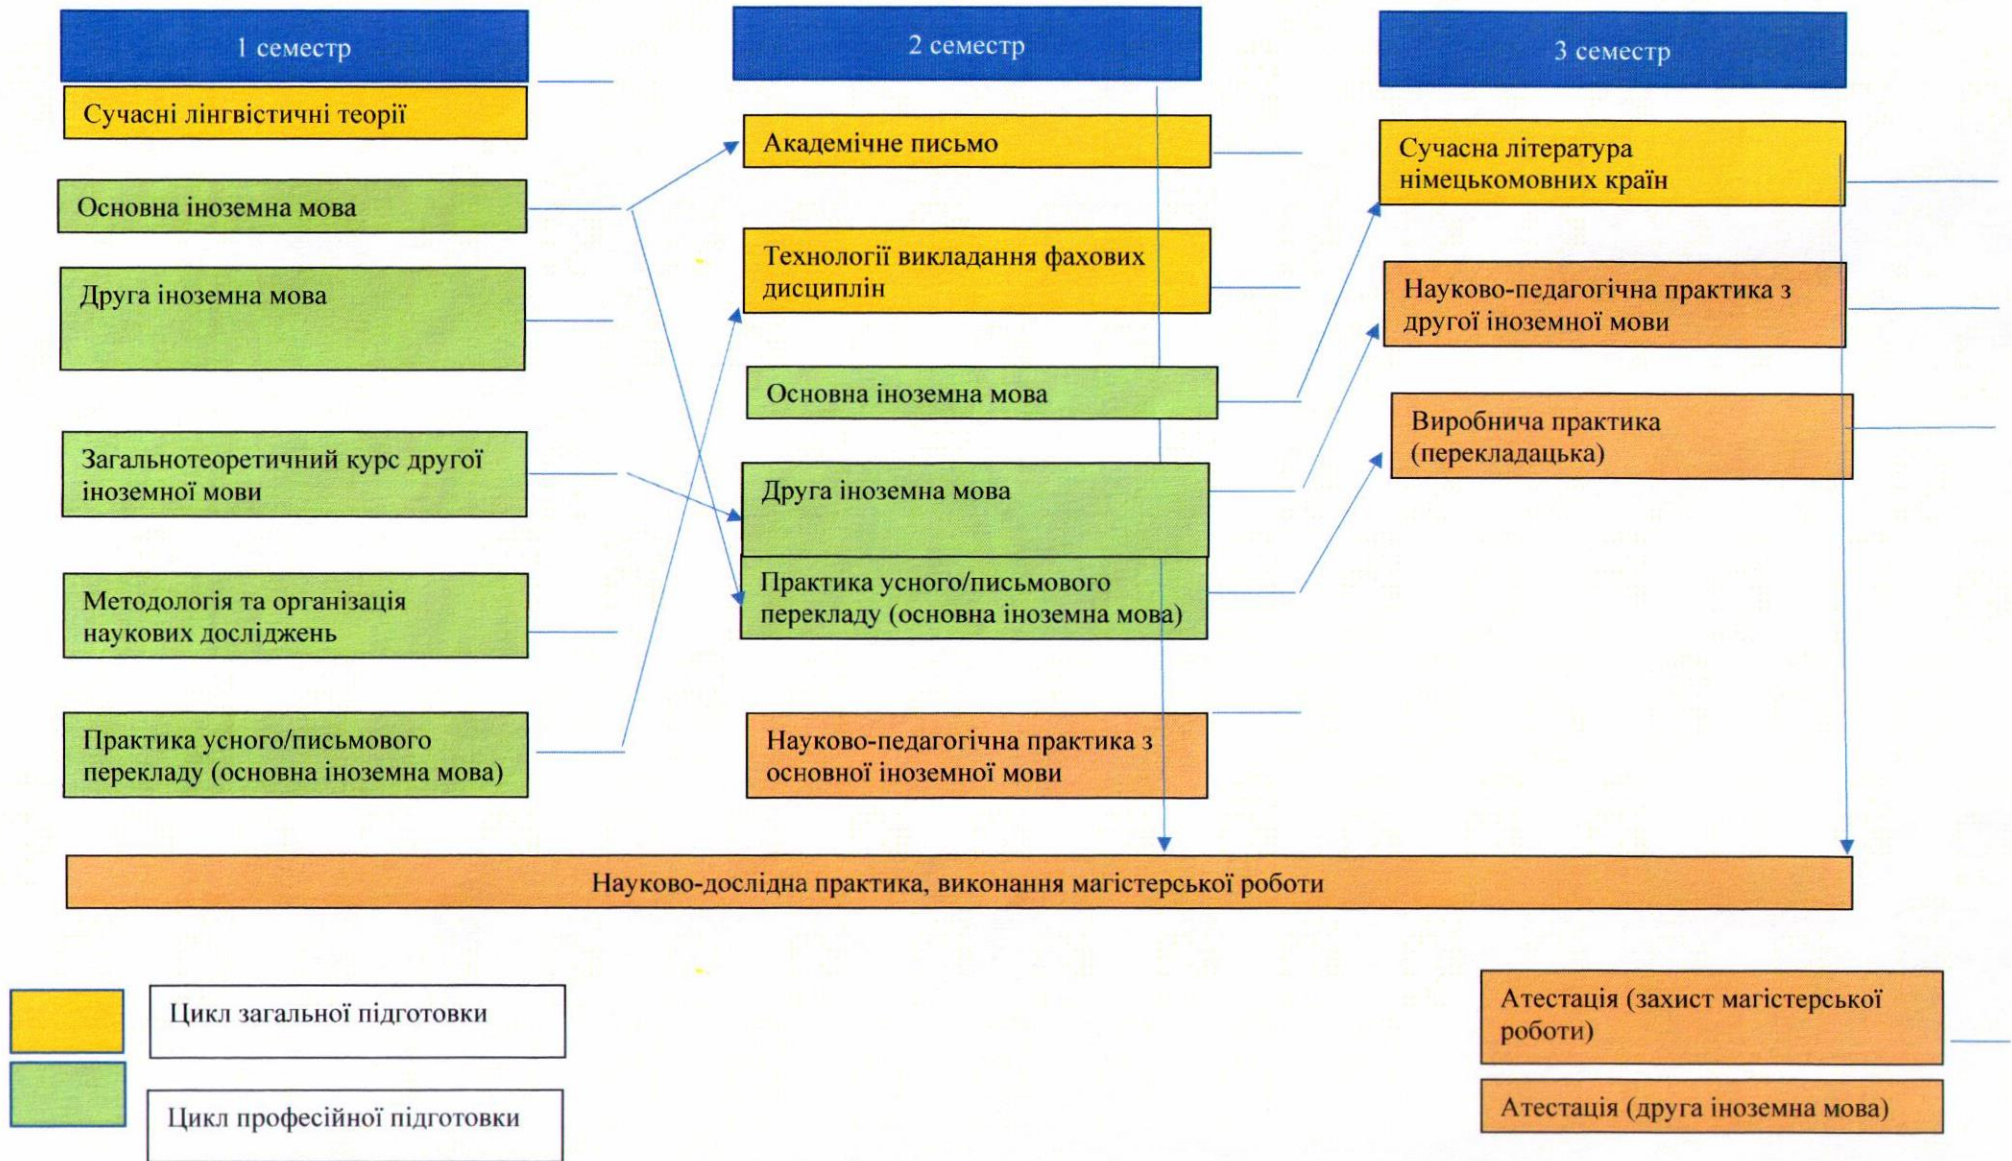 1 семестр
Сучасні лінгвістичні теорії
Основна іноземна мова
Друга іноземна мова
Загальнотеоретичний курс другої
іноземної мови
Методологія та організація
наукових досліджень
Практика усного/письмового
перекладу (основна іноземна мова)
2 семестр
Академічне письмо
Технології викладання фахових
дисциплін
Основна іноземна мова
Друга іноземна мова
Практика усного/письмового
перекладу (основна іноземна мова)
Науково-педагогічна практика з
основної іноземної мови
3 семестр
Сучасна література
німецькомовних країн
Науково-педагогічна практика з
другої іноземної мови
Виробнича практика
(перекладацька)
Науково-дослідна практика, виконання магістерської роботи
Цикл загальної підготовки
Цикл професійної підготовки
Атестація (захист магістерської
роботи)
Атестація (друга іноземна мова)